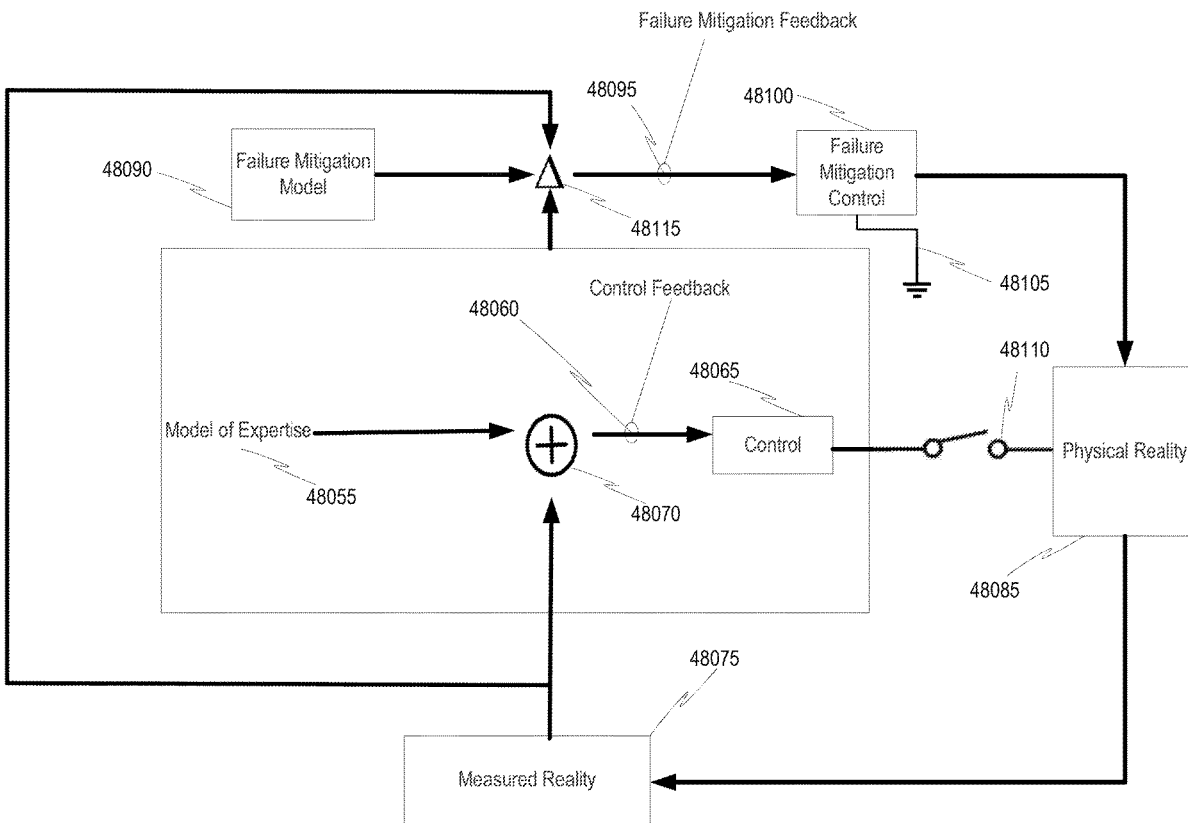 Failure Mitigation Feedback
48095
48100
48090
Failure Mitigation
Model
Failure
Mitigation
Control
48115
48105
Control Feedback
48060
48065
48110
Model of Expertise
Control
Physical Reality
48055
48070
48085
48075
Measured Reality